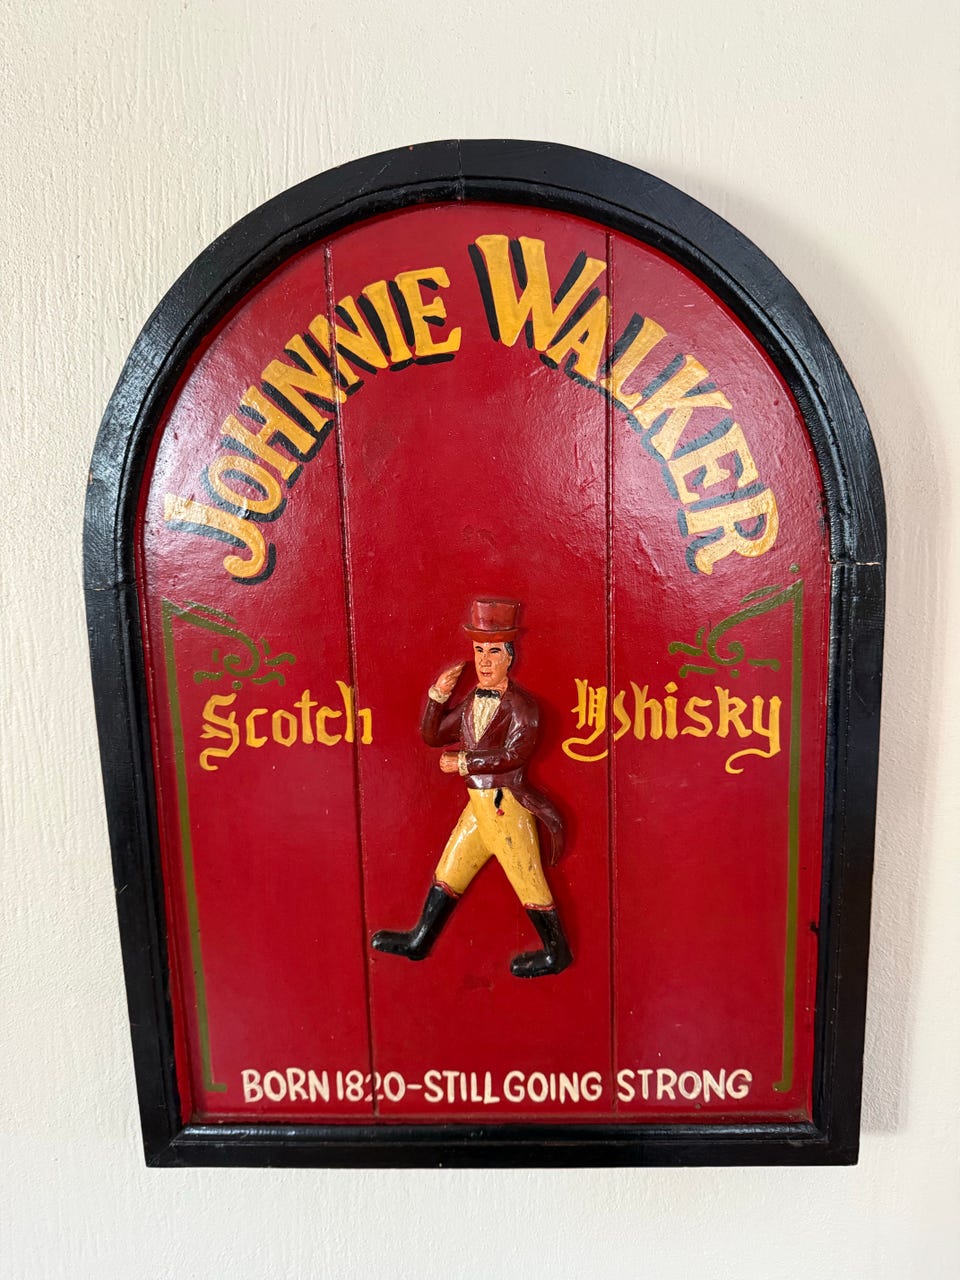 JOHNNIE WALKER
Scotch Whisky
BORN 1820-STILL GOING STRONG